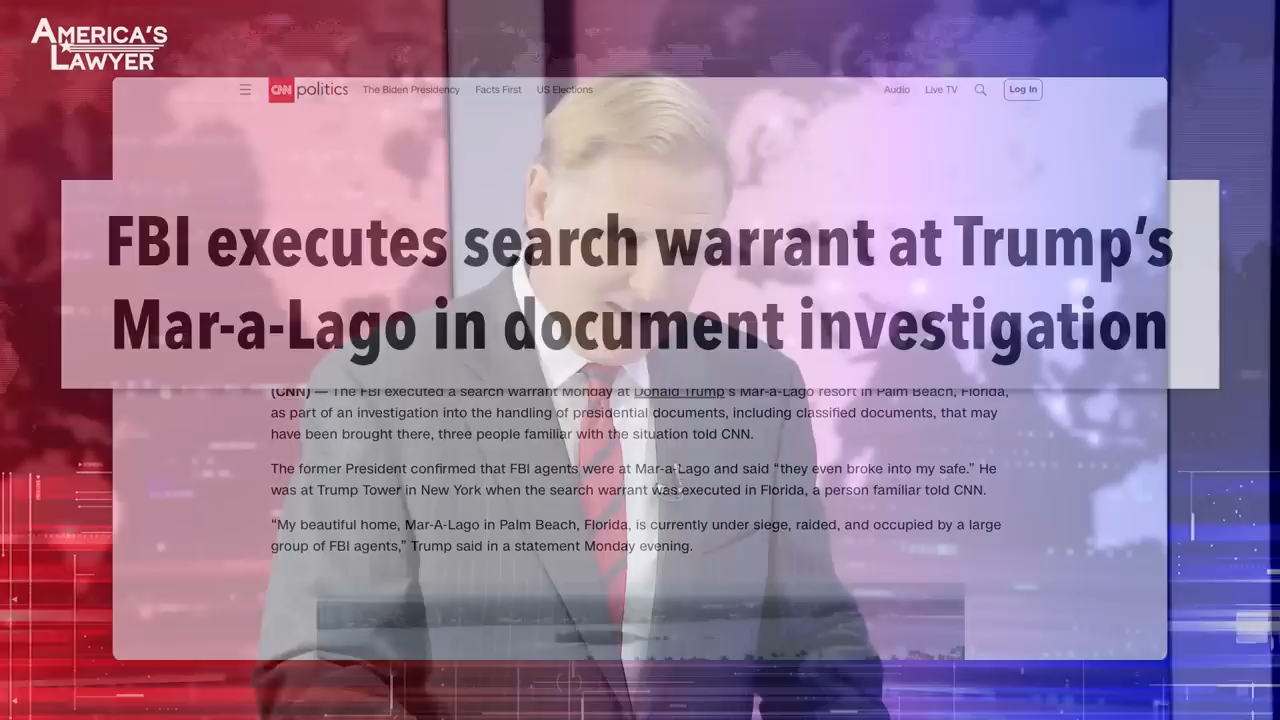 AMERICA'S
LAWYER
CNN politics The Biden Presidency Facts First US Elections Audio Live TV Log In
FBI executes search warrant at Trump's
Mar-a-Lago in document investigation
(CNN) — The FBI executed a search warrant Monday at Donald Trump's Mar-a-Lago resort in Palm Beach, Florida,
as part of an investigation into the handling of presidential documents, including classified documents, that may
have been brought there, three people familiar with the situation told CNN.
The former President confirmed that FBI agents were at Mar-a-Lago and said “they even broke into my safe.” He
was at Trump Tower in New York when the search warrant was executed in Florida, a person familiar told CNN.
“My beautiful home, Mar-A-Lago in Palm Beach, Florida, is currently under siege, raided, and occupied by a large
group of FBI agents,” Trump said in a statement Monday evening.